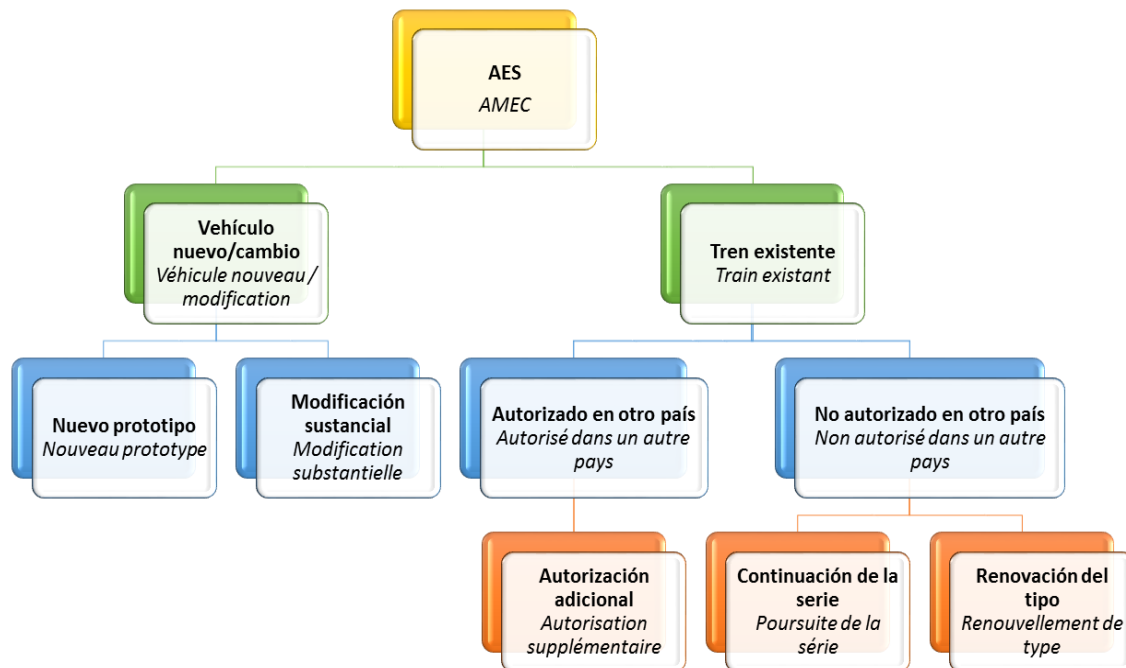 AES
AMEC
Vehículo
nuevo/cambio
Véhicule nouveau /
modification
Tren existente
Train existant
Nuevo prototipo
Nouveau prototype
Modificación
sustancial
Modification
substantielle
Autorizado en otro país
Autorisé dans un autre
pays
No autorizado en otro país
Non autorisé dans un autre
pays
Autorización
adicional
Autorisation
supplémentaire
Continuación de la
serie
Poursuite de la
série
Renovación del
tipo
Renouvellement de
type